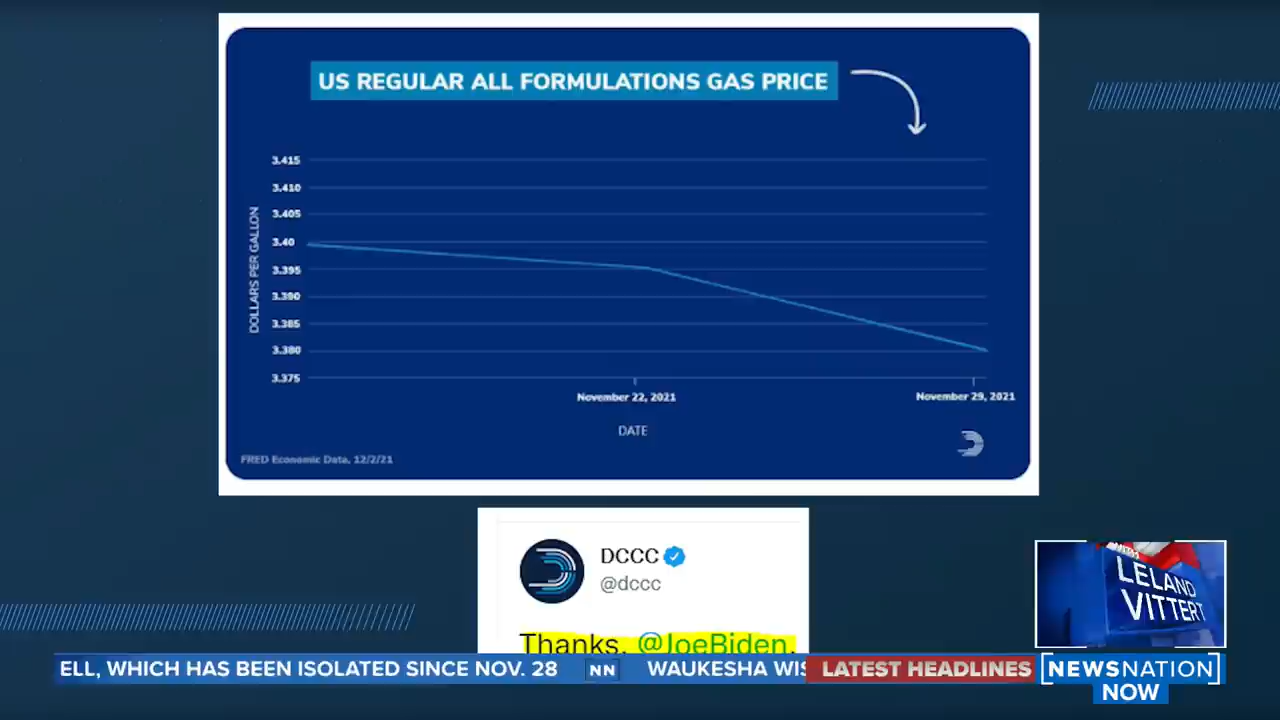 US REGULAR ALL FORMULATIONS GAS PRICE
3.415
3.410
3.405
3.40
3.395
3.390
3.385
3.380
3.375
DOLLARS PER GALLON
November 22, 2021
November 29, 2021
DATE
FRED Economic Data, 12/2/21
DCCC
@dccc
Thanks, @JoeBiden.
LELAND
VITTERT
ELL, WHICH HAS BEEN ISOLATED SINCE NOV. 28 NN WAUKESHA WIS
LATEST HEADLINES
NEWSNATION
NOW